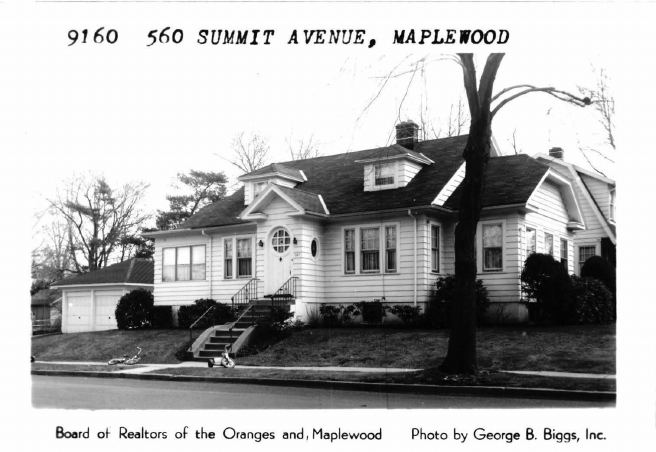 9160 560 SUMMIT AVENUE, MAPLEWOOD
Board of Realtors of the Oranges and, Maplewood Photo by George B. Biggs, Inc.